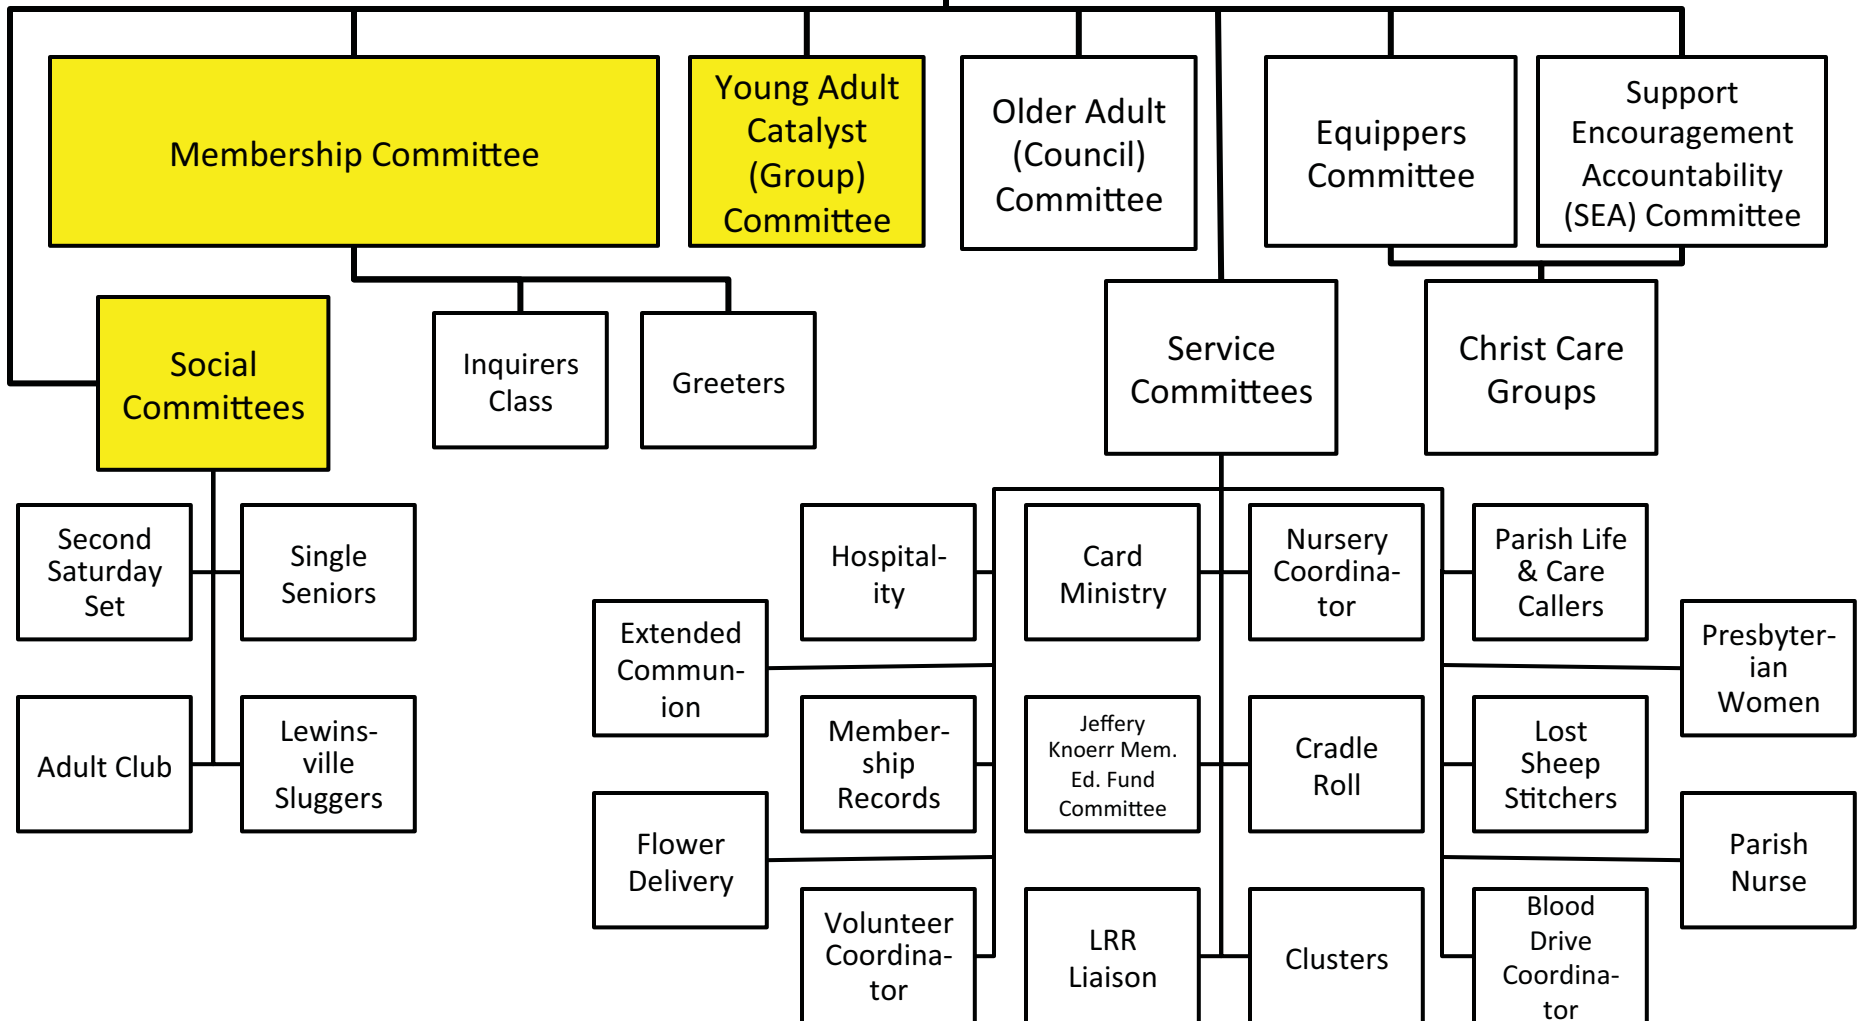 Membership Committee
Young Adult
Catalyst
(Group)
Committee
Older Adult
(Council)
Committee
Equippers
Committee
Support
Encouragement
Accountability
(SEA) Committee
Social
Committees
Inquirers
Class
Greeters
Service
Committees
Christ Care
Groups
Second
Saturday
Set
Single
Seniors
Adult Club
Lewins-
ville
Sluggers
Hospital-
ity
Card
Ministry
Nursery
Coordina-
tor
Parish Life
& Care
Callers
Extended
Commun-
ion
Presbyter-
ian
Women
Member-
ship
Records
Jeffery
Knoerr Mem.
Ed. Fund
Committee
Cradle
Roll
Lost
Sheep
Stitchers
Flower
Delivery
Parish
Nurse
Volunteer
Coordina-
tor
LRR
Liaison
Clusters
Blood
Drive
Coordina-
tor